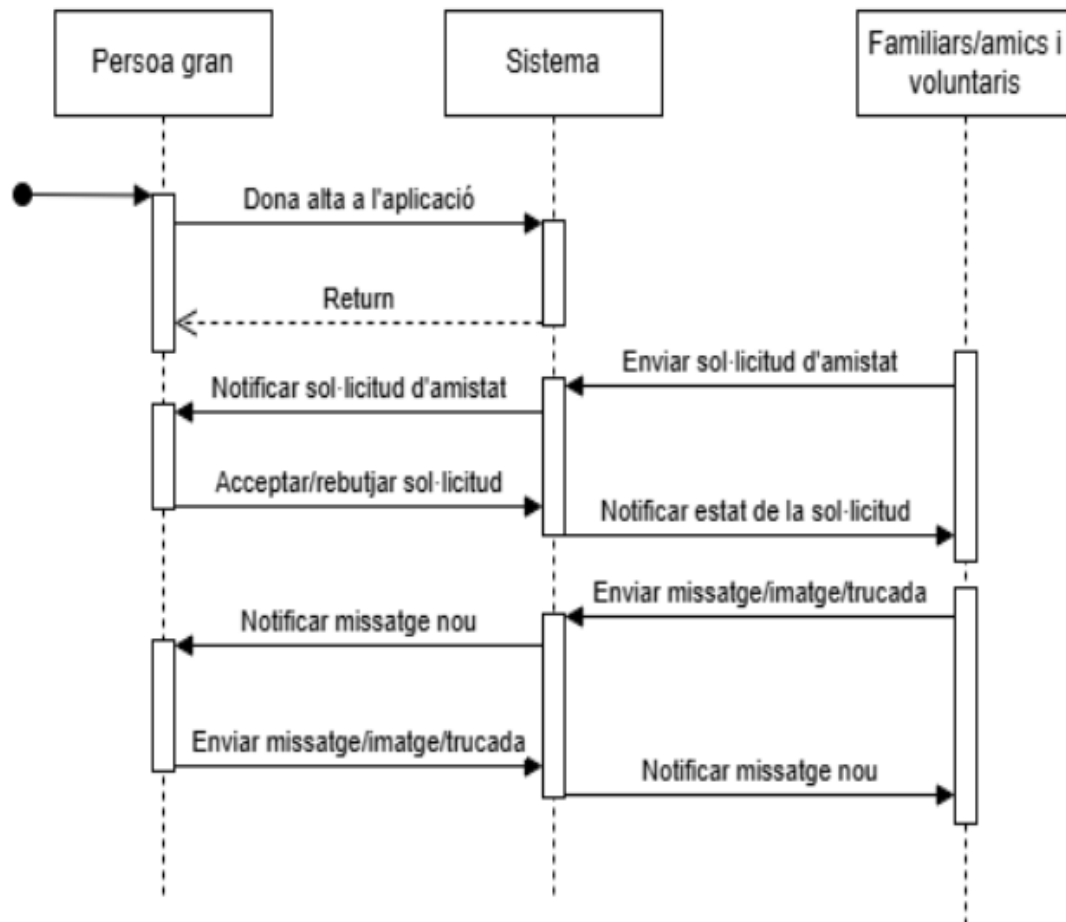 Persoa gran
Sistema
Familiars/amics i
voluntaris
Dona alta a l'aplicació
Return
Enviar sol·licitud d'amistat
Notificar sol·licitud d'amistat
Acceptar/rebutjar sol·licitud
Notificar estat de la sol·licitud
Enviar missatge/imatge/trucada
Notificar missatge nou
Enviar missatge/imatge/trucada
Notificar missatge nou